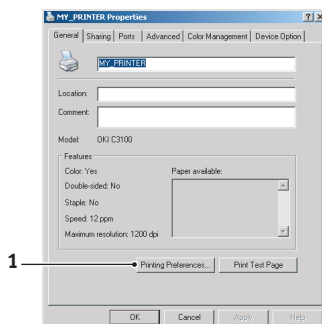 MY_PRINTER Properties
General Sharing Ports Advanced Color Management Device Option
MY_PRINTER
Location:
Comment:
Model: OKI C3100
Features
Color: Yes Paper available:
Double-sided: No
Staple: No
Speed: 12 ppm
Maximum resolution: 1200 dpi
1
Printing Preferences... Print Test Page
OK Cancel Apply Help